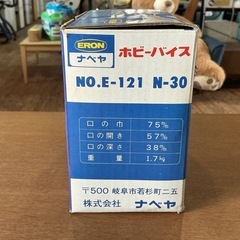 ERON
ナベヤ
ホビーバイス
NO.E-121 N-30
口の巾 75%
口の開き 57%
口の深さ 38%
重量 1.7kg
〒500 岐阜市若杉町二五
株式会社 ナベヤ